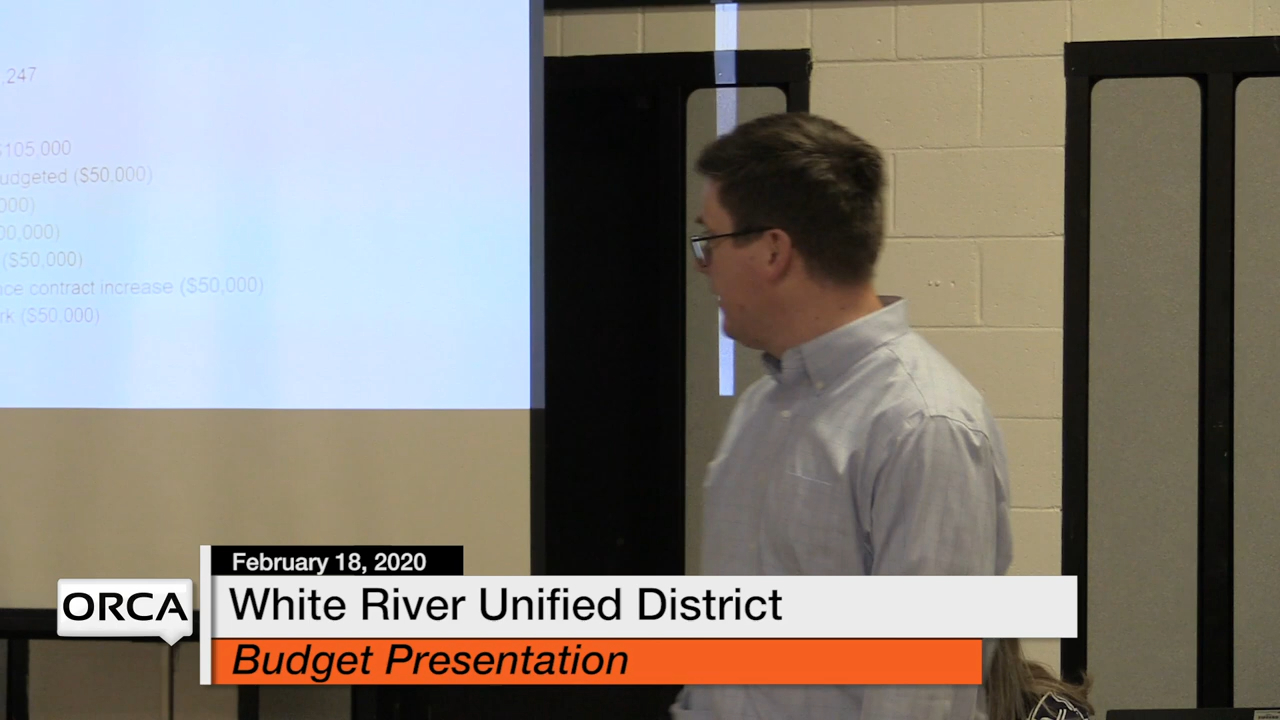 ,247
$105,000
udgeted ($50,000)
000)
00,000)
($50,000)
ce contract increase ($50,000)
rk ($50,000)
February 18, 2020
ORCA
White River Unified District
Budget Presentation